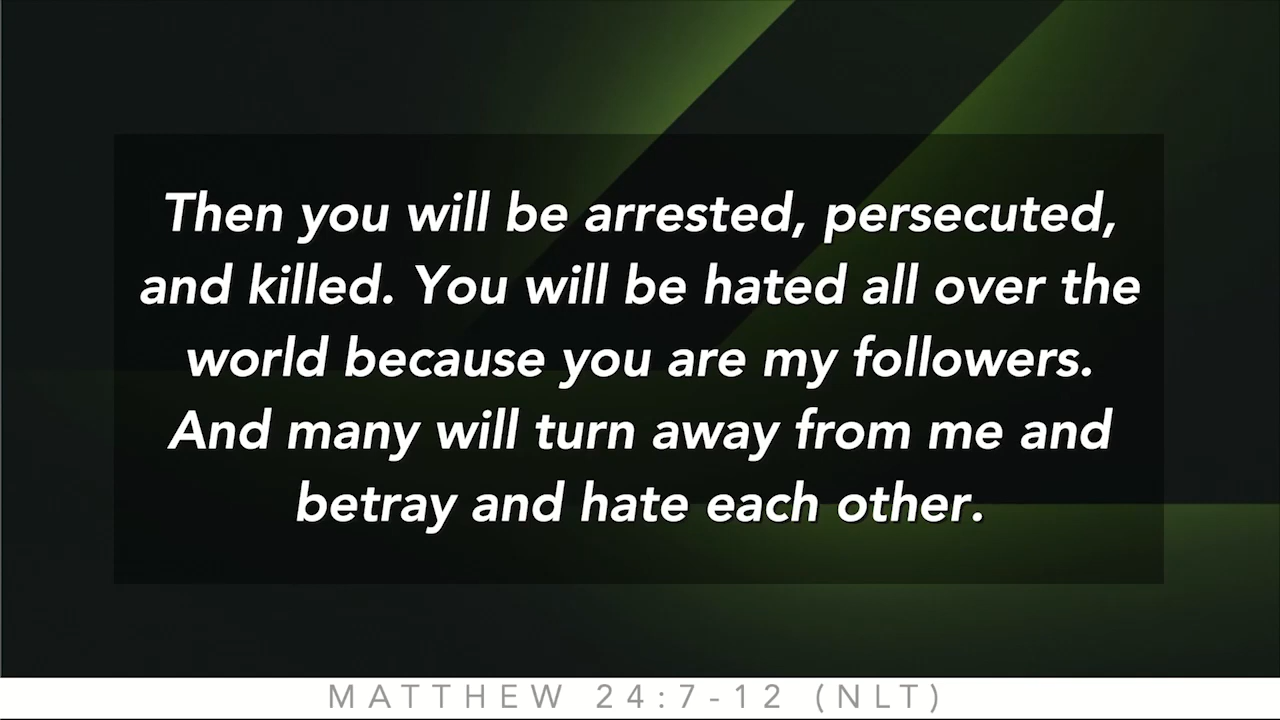 Then you will be arrested, persecuted,
and killed. You will be hated all over the
world because you are my followers.
And many will turn away from me and
betray and hate each other.
MATTHEW 24:7-12 (NLT)